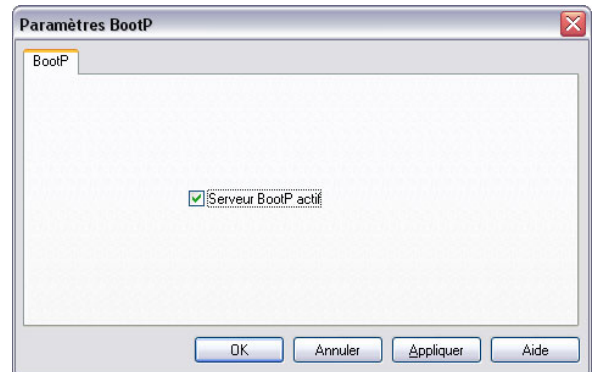 Paramètres BootP
BootP
Serveur BootP actif
OK Annuler Appliquer Aide